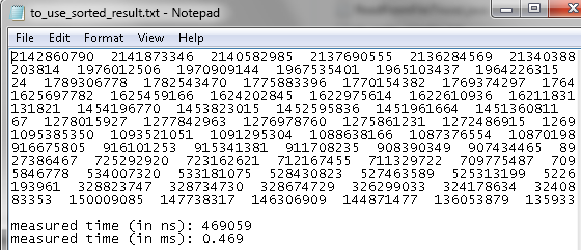 to_use_sorted_result.txt - Notepad
File Edit Format View Help
2142860790 2141873346 2140582985 2137690555 2136284569 21340388
203814 1976012506 1970909144 1967535401 1965103437 1964226315
24 1789306778 1782543470 1775883396 1770154382 1769374297 1764
1625697782 1625459166 1624202845 1622975614 1622610936 16211831
131821 1454196770 1453823015 1452595836 1451961664 1451360811
67 1278015927 1277842963 1276978760 1275861231 1272486915 1269
1095385350 1093521051 1091295304 1088638166 1087376554 10870198
916675805 916101253 915341381 911708235 908390349 907434465 89
27386467 725292920 723162621 712167455 711329722 709775487 709
5846778 534007320 533181075 528430823 527463589 525313199 5226
193961 328823747 328734730 328674729 326299033 324178634 32408
83353 150009085 147738317 146306909 144871477 136053879 135933
measured time (in ns): 469059
measured time (in ms): 0.469